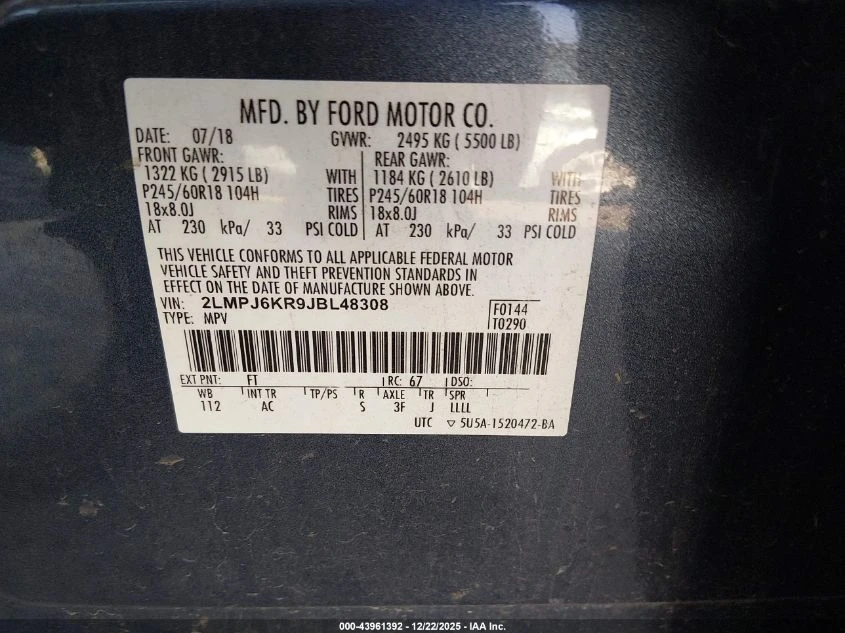 MFD. BY FORD MOTOR CO.
DATE: 07/18 GVWR: 2495 KG ( 5500 LB)
FRONT GAWR: REAR GAWR:
1322 KG ( 2915 LB) WITH 1184 KG ( 2610 LB) WITH
P245/60R18 104H TIRES P245/60R18 104H TIRES
18x8.0J RIMS 18x8.0J RIMS
AT 230 kPa/ 33 PSI COLD AT 230 kPa/ 33 PSI COLD
THIS VEHICLE CONFORMS TO ALL APPLICABLE FEDERAL MOTOR
VEHICLE SAFETY AND THEFT PREVENTION STANDARDS IN
EFFECT ON THE DATE OF MANUFACTURE SHOWN ABOVE.
VIN: 2LMPJ6KR9JBL48308 F0144
TYPE: MPV T0290
EXT PNT: FT RC: 67 DSO:
WB INT TR TP/PS R AXLE TR SPR
112 AC S 3F J LLLL
UTC ▽ 5U5A-1520472-BA
000-43961392 - 12/22/2025 - IAA Inc.